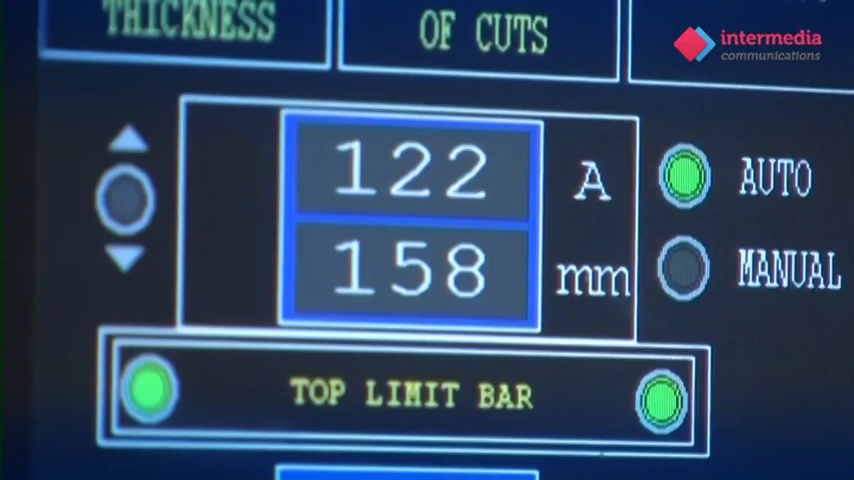 THICKNESS
OF CUTS
intermedia
communications
122 A
AUTO
158 mm
MANUAL
TOP LIMIT BAR